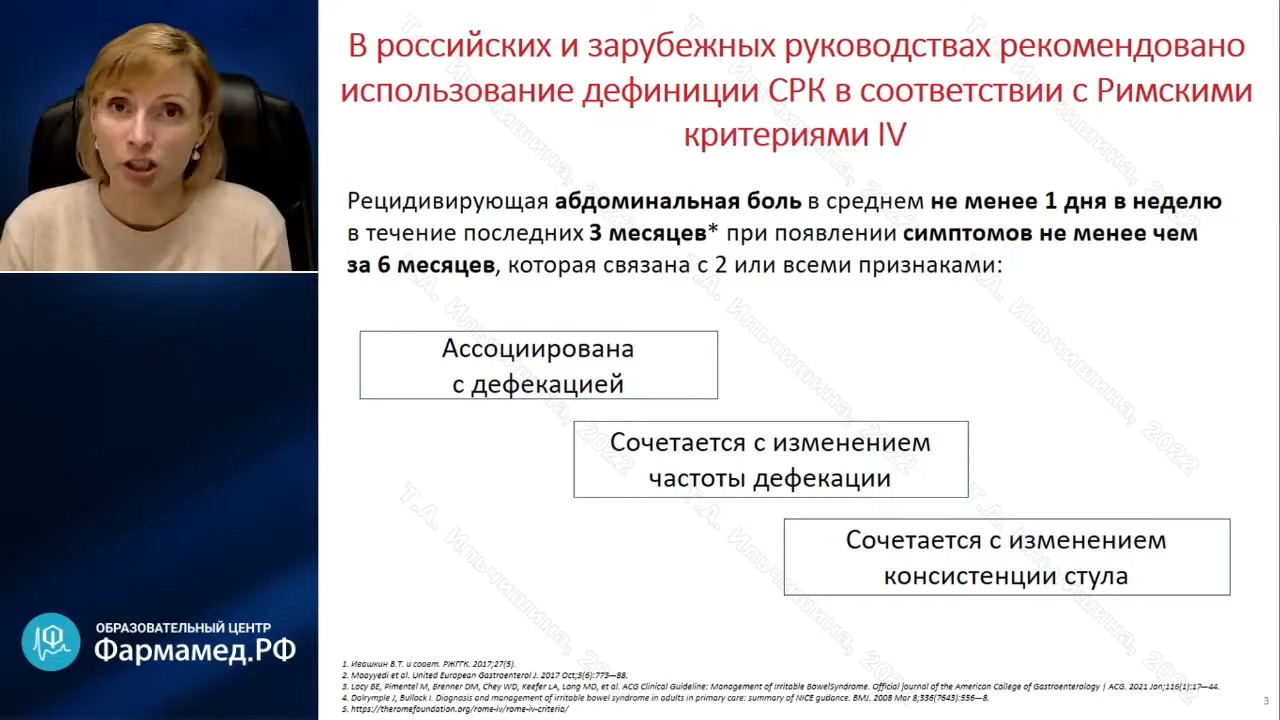 В российских и зарубежных руководствах рекомендовано
использование дефиниции СРК в соответствии с Римскими
критериями IV
Рецидивирующая абдоминальная боль в среднем не менее 1 дня в неделю
в течение последних 3 месяцев* при появлении симптомов не менее чем
за 6 месяцев, которая связана с 2 или всеми признаками:
Ассоциирована
с дефекацией
Сочетается с изменением
частоты дефекации
Сочетается с изменением
консистенции стула
ОБРАЗОВАТЕЛЬНЫЙ ЦЕНТР
Фармамед.РФ
1. Ивашкин В.Т. и соавт. РЖГГК. 2017;27(5).
2. Moayyedi et al. United European Gastroenterol J. 2017 Oct;5(6):773—88.
3. Lacy BE, Pimentel M, Brenner DM, Chey WD, Keefer LA, Long MD, et al. ACG Clinical Guideline: Management of Irritable BowelSyndrome. Official journal of the American College of Gastroenterology | ACG. 2021 Jan;116(1):17—44.
4. Dalrymple J, Bullock I. Diagnosis and management of irritable bowel syndrome in adults in primary care: summary of NICE guidance. BMJ. 2008 Mar 8;336(7643):556—8.
5. https://theromefoundation.org/rome-iv/rome-iv-criteria/
3
Т.А. Ильчишина, 2022